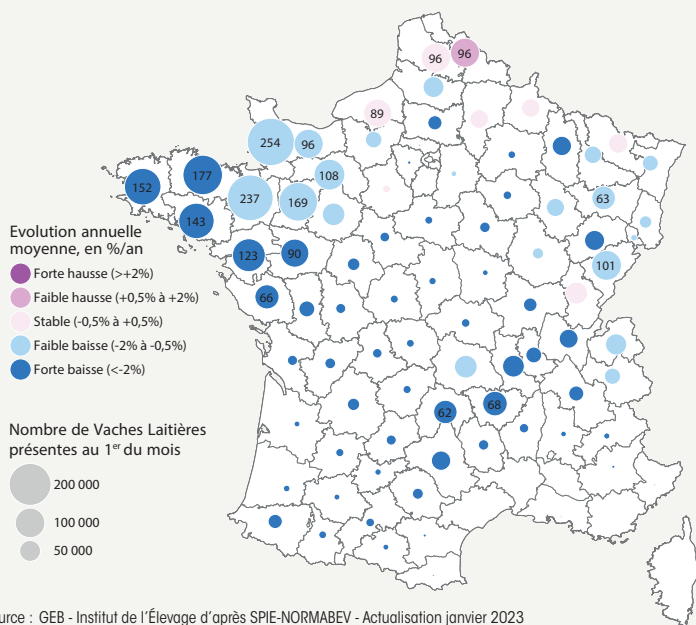 96
96
89
254
96
108
177
152
237
169
143
63
123
90
101
66
62
68
Evolution annuelle
moyenne, en %/an
Forte hausse (>+2%)
Faible hausse (+0,5% à +2%)
Stable (-0,5% à +0,5%)
Faible baisse (-2% à -0,5%)
Forte baisse (<-2%)
Nombre de Vaches Laitières
présentes au 1er du mois
200 000
100 000
50 000
urce : GEB - Institut de l'Élevage d'après SPIE-NORMABEV - Actualisation janvier 2023